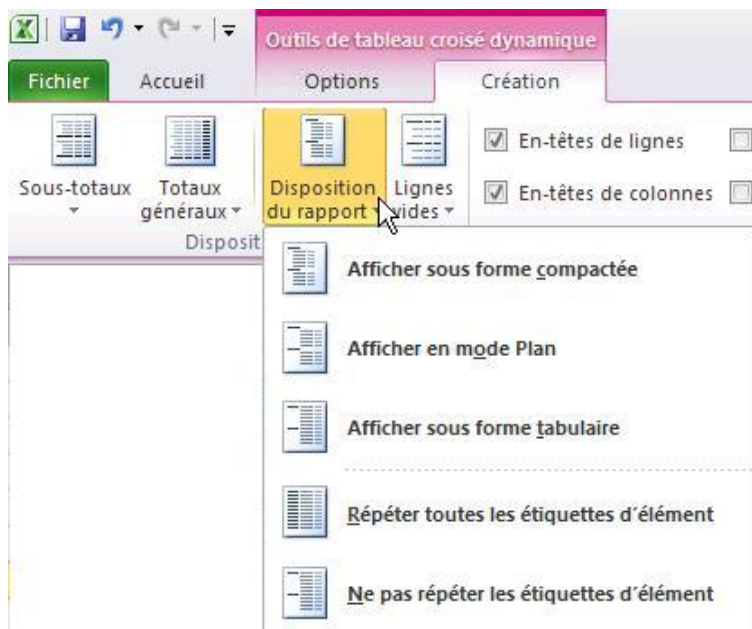 Outils de tableau croisé dynamique
Fichier
Accueil
Options
Création
Sous-totaux
Totaux
généraux
Disposition
du rapport
Lignes
vides
En-têtes de lignes
En-têtes de colonnes
Disposit
Afficher sous forme compactée
Afficher en mode Plan
Afficher sous forme tabulaire
Répéter toutes les étiquettes d'élément
Ne pas répéter les étiquettes d'élément